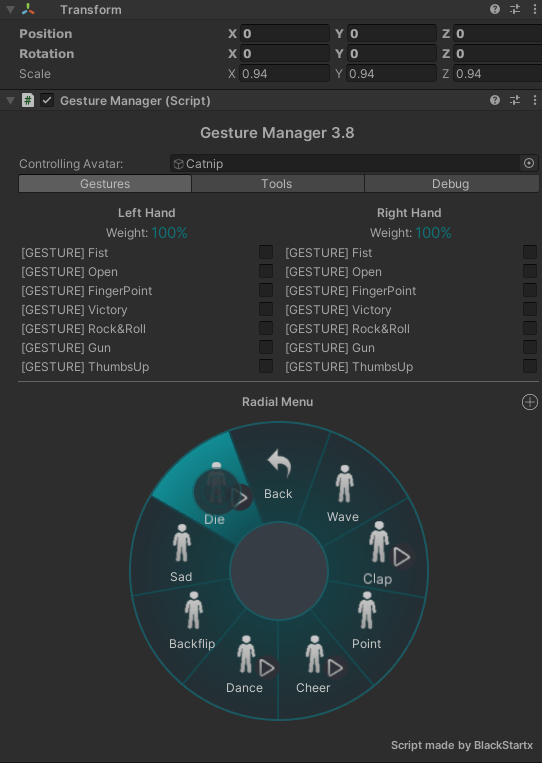 Transform
Position X 0 Y 0 Z 0
Rotation X 0 Y 0 Z 0
Scale X 0.94 Y 0.94 Z 0.94
# Gesture Manager (Script)
Gesture Manager 3.8
Controlling Avatar: Catnip
Gestures Tools Debug
Left Hand Right Hand
Weight: 100% Weight: 100%
[GESTURE] Fist [GESTURE] Fist
[GESTURE] Open [GESTURE] Open
[GESTURE] FingerPoint [GESTURE] FingerPoint
[GESTURE] Victory [GESTURE] Victory
[GESTURE] Rock&Roll [GESTURE] Rock&Roll
[GESTURE] Gun [GESTURE] Gun
[GESTURE] ThumbsUp [GESTURE] ThumbsUp
Radial Menu
Back
Wave
Clap
Point
Cheer
Dance
Backflip
Sad
Die
Script made by BlackStartx